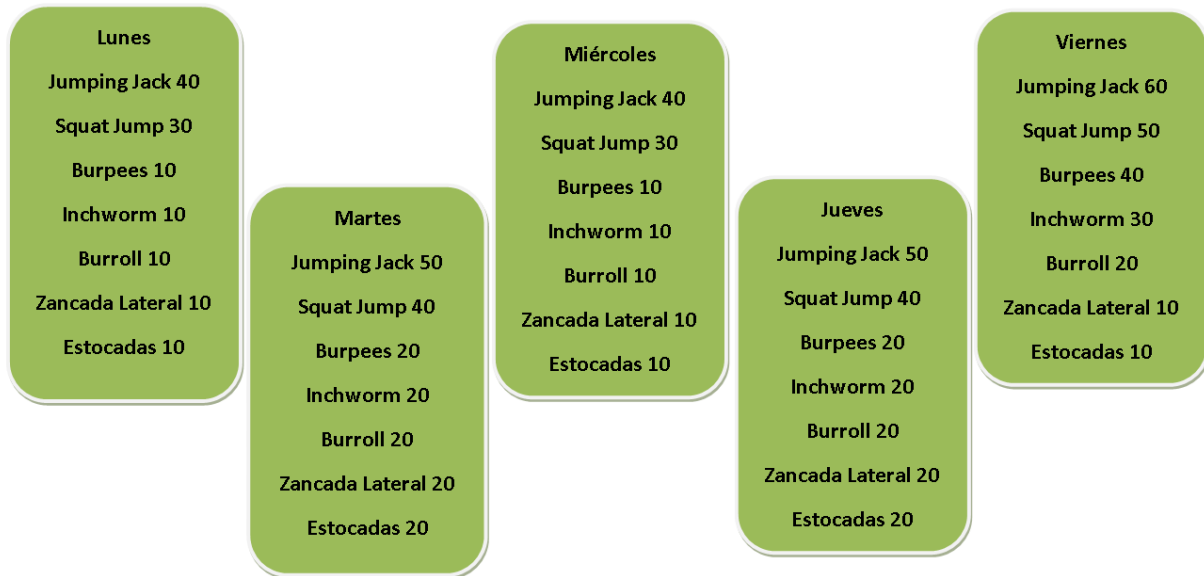 Lunes
Jumping Jack 40
Squat Jump 30
Burpees 10
Inchworm 10
Burroll 10
Zancada Lateral 10
Estocadas 10
Martes
Jumping Jack 50
Squat Jump 40
Burpees 20
Inchworm 20
Burroll 20
Zancada Lateral 20
Estocadas 20
Miércoles
Jumping Jack 40
Squat Jump 30
Burpees 10
Inchworm 10
Burroll 10
Zancada Lateral 10
Estocadas 10
Jueves
Jumping Jack 50
Squat Jump 40
Burpees 20
Inchworm 20
Burroll 20
Zancada Lateral 20
Estocadas 20
Viernes
Jumping Jack 60
Squat Jump 50
Burpees 40
Inchworm 30
Burroll 20
Zancada Lateral 10
Estocadas 10